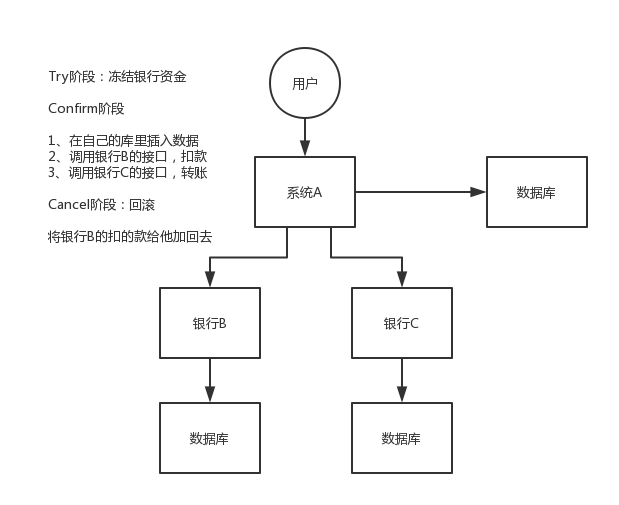 Try阶段：冻结银行资金
Confirm阶段
1、在自己的库里插入数据
2、调用银行B的接口，扣款
3、调用银行C的接口，转账
Cancel阶段：回滚
将银行B的扣的款给他加回去
用户
系统A
数据库
银行B
银行C
数据库
数据库